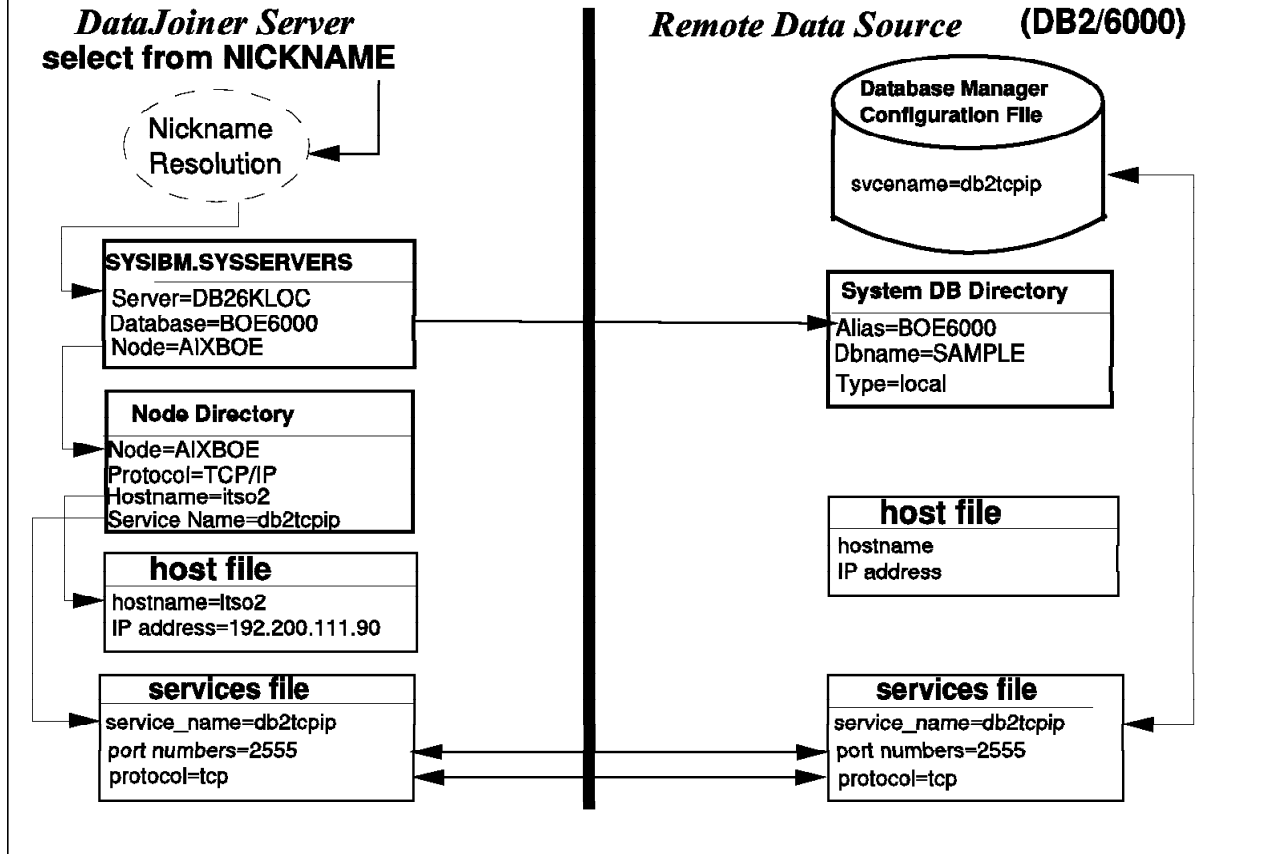 DataJoiner Server
select from NICKNAME
Nickname
Resolution
SYSIBM.SYSSERVERS
Server=DB26KLOC
Database=BOE6000
Node=AIXBOE
Node Directory
Node=AIXBOE
Protocol=TCP/IP
Hostname=itso2
Service Name=db2tcpip
host file
hostname=itso2
IP address=192.200.111.90
services file
service_name=db2tcpip
port numbers=2555
protocol=tcp
Remote Data Source (DB2/6000)
Database Manager
Configuration File
svcename=db2tcpip
System DB Directory
Alias=BOE6000
Dbname=SAMPLE
Type=local
host file
hostname
IP address
services file
service_name=db2tcpip
port numbers=2555
protocol=tcp